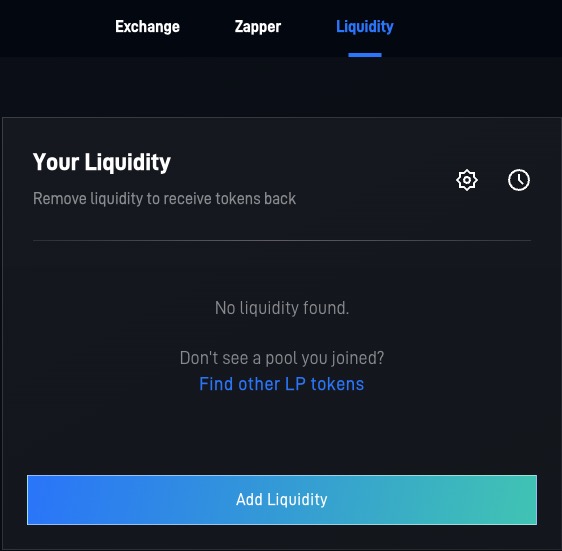 Exchange Zapper Liquidity
Your Liquidity
Remove liquidity to receive tokens back
No liquidity found.
Don't see a pool you joined?
Find other LP tokens
Add Liquidity